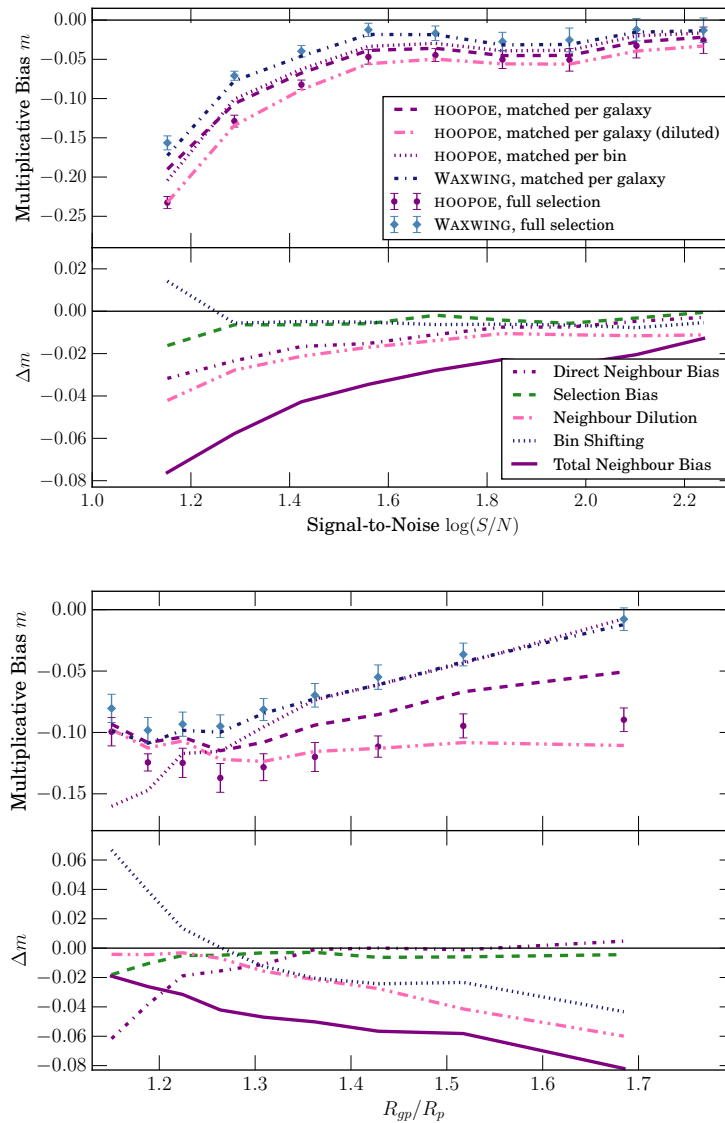 0.00
−0.05
−0.10
−0.15
−0.20
−0.25
Multiplicative Bias m
HOOPOE, matched per galaxy
HOOPOE, matched per galaxy (diluted)
HOOPOE, matched per bin
WAXWING, matched per galaxy
HOOPOE, full selection
WAXWING, full selection
0.02
0.00
−0.02
−0.04
−0.06
−0.08
Δm
Direct Neighbour Bias
Selection Bias
Neighbour Dilution
Bin Shifting
Total Neighbour Bias
1.0 1.2 1.4 1.6 1.8 2.0 2.2
Signal-to-Noise log(S/N)
0.00
−0.05
−0.10
−0.15
Multiplicative Bias m
0.06
0.04
0.02
0.00
−0.02
−0.04
−0.06
−0.08
Δm
1.2 1.3 1.4 1.5 1.6 1.7
R_{gp}/R_p